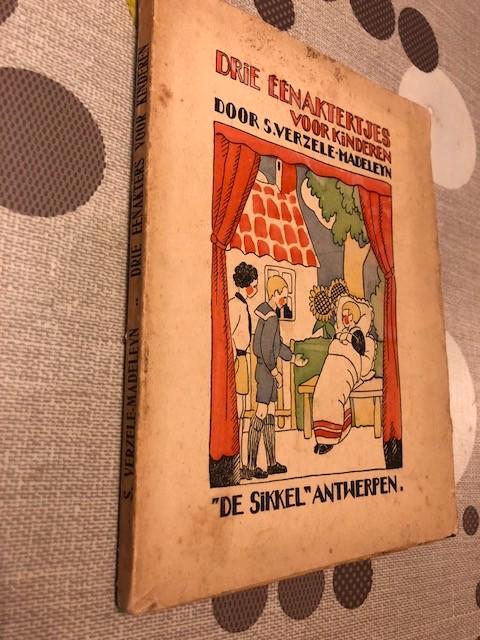 DRiE EENAKTERTJES
VOOR KiNDEREN
DOOR S.VERZELE-MADELEYN
"DE SiKKEL" ANTWERPEN.
S. VERZELE-MADELEYN .. DRIE EENAKTERS VOOR KINDEREN